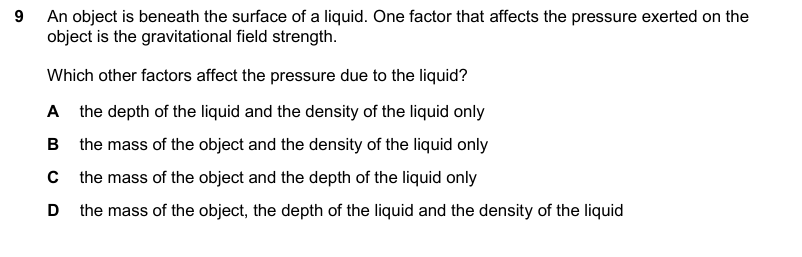 9 An object is beneath the surface of a liquid. One factor that affects the pressure exerted on the
object is the gravitational field strength.
Which other factors affect the pressure due to the liquid?
A the depth of the liquid and the density of the liquid only
B the mass of the object and the density of the liquid only
C the mass of the object and the depth of the liquid only
D the mass of the object, the depth of the liquid and the density of the liquid